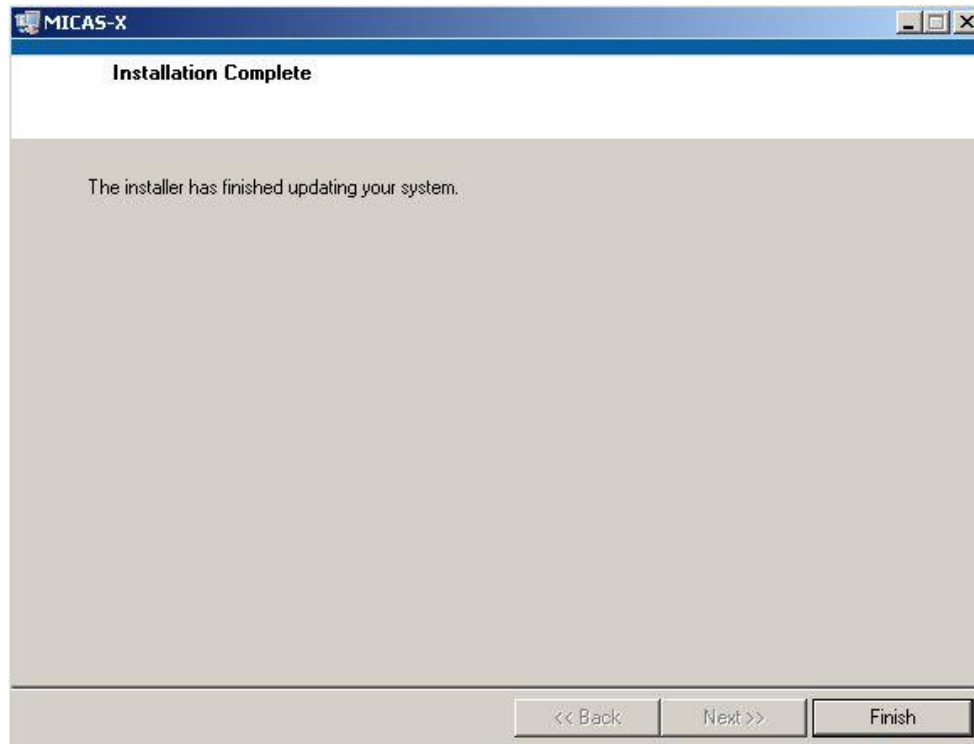 MICAS-X
Installation Complete
The installer has finished updating your system.
<< Back
Next >>
Finish